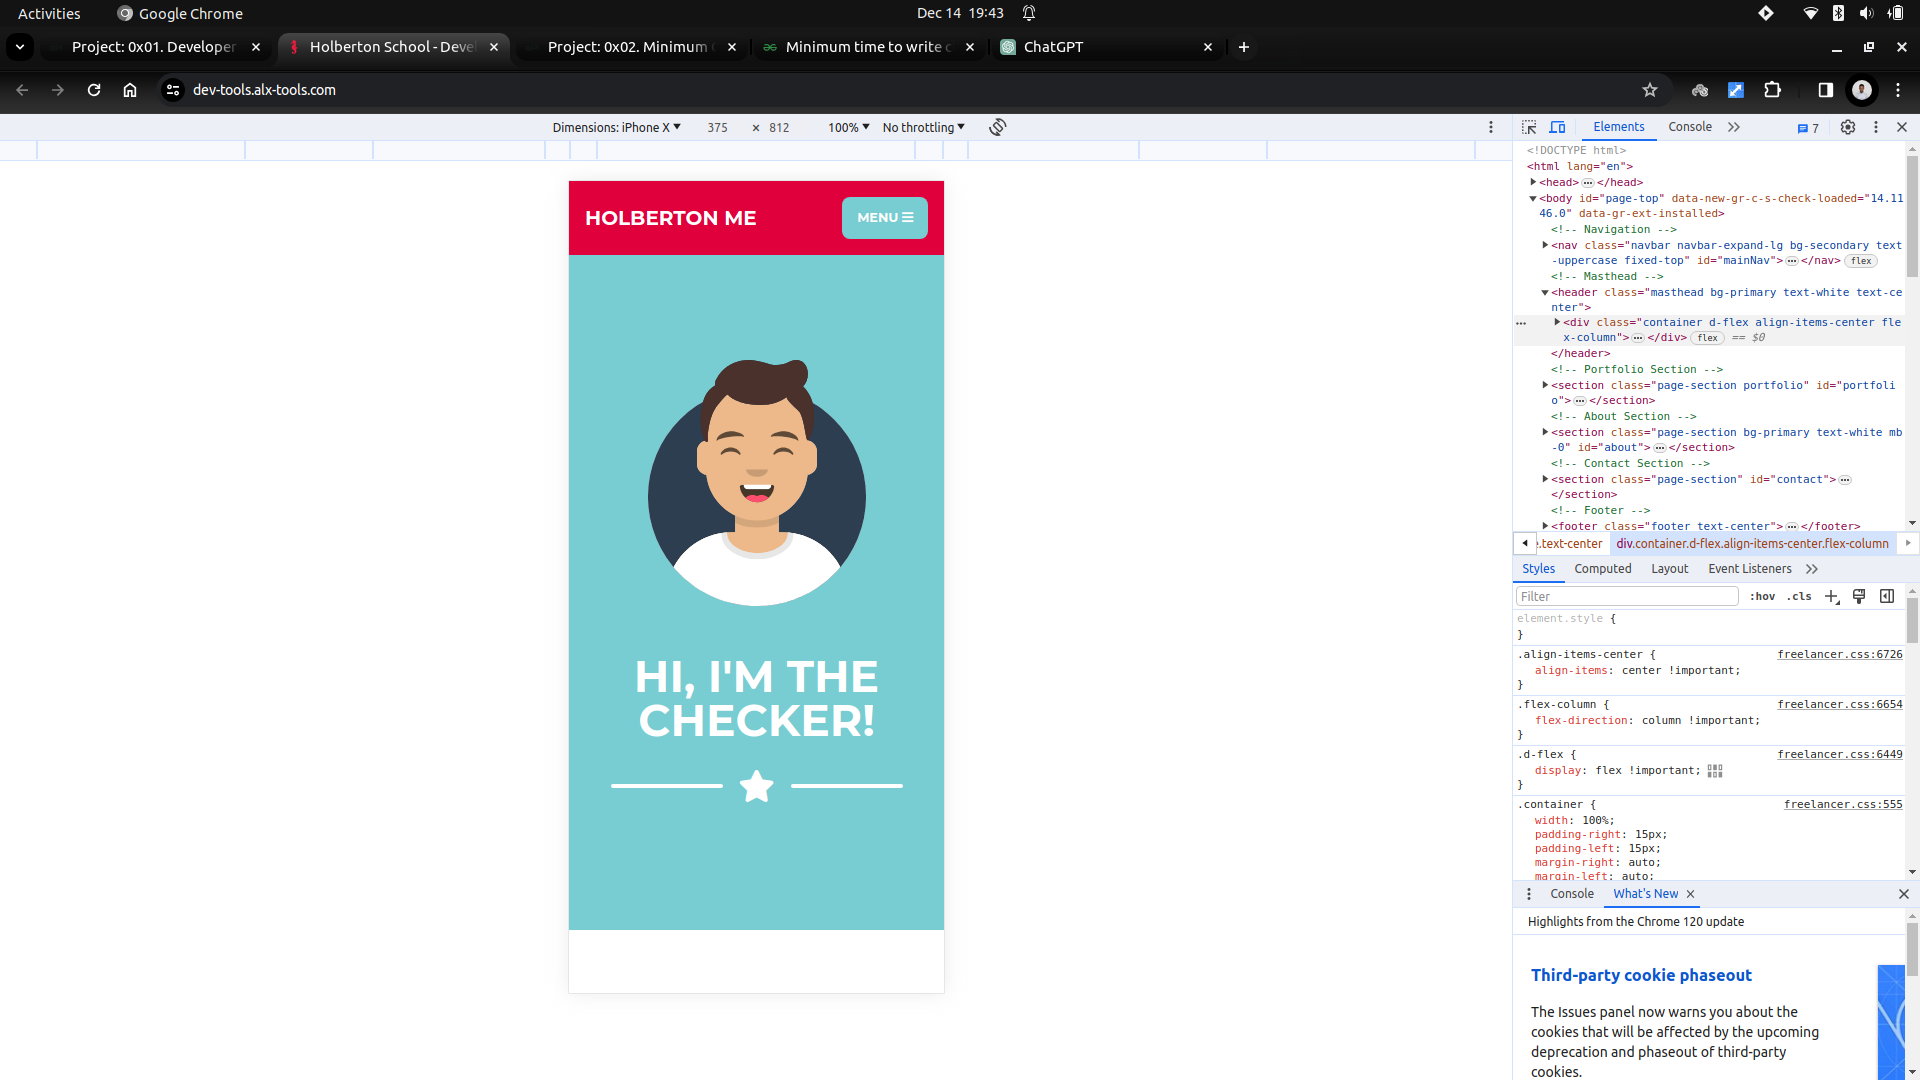 Activities
Google Chrome
Dec 14 19:43
Project: 0x01. Developer
Holberton School - Deve
Project: 0x02. Minimum
Minimum time to write
ChatGPT
dev-tools.alx-tools.com
Dimensions: iPhone X
375 × 812
100%
No throttling
Elements
Console
7
HOLBERTON ME
MENU
HI, I'M THE
CHECKER!
<!DOCTYPE html>
<html lang="en">
<head> … </head>
<body id="page-top" data-new-gr-c-s-check-loaded="14.11
46.0" data-gr-ext-installed>
<!-- Navigation -->
<nav class="navbar navbar-expand-lg bg-secondary text
-uppercase fixed-top" id="mainNav"> … </nav> flex
<!-- Masthead -->
<header class="masthead bg-primary text-white text-ce
nter">
… <div class="container d-flex align-items-center fle
x-column"> … </div> flex == $0
</header>
<!-- Portfolio Section -->
<section class="page-section portfolio" id="portfoli
o"> … </section>
<!-- About Section -->
<section class="page-section bg-primary text-white mb
-0" id="about"> … </section>
<!-- Contact Section -->
<section class="page-section" id="contact"> …
</section>
<!-- Footer -->
<footer class="footer text-center"> … </footer>
.text-center
div.container.d-flex.align-items-center.flex-column
Styles
Computed
Layout
Event Listeners
Filter
:hov
.cls
element.style {
}
.align-items-center {
freelancer.css:6726
align-items: center !important;
}
.flex-column {
freelancer.css:6654
flex-direction: column !important;
}
.d-flex {
freelancer.css:6449
display: flex !important;
}
.container {
freelancer.css:555
width: 100%;
padding-right: 15px;
padding-left: 15px;
margin-right: auto;
margin-left: auto;
Console
What's New
Highlights from the Chrome 120 update
Third-party cookie phaseout
The Issues panel now warns you about the
cookies that will be affected by the upcoming
deprecation and phaseout of third-party
cookies.